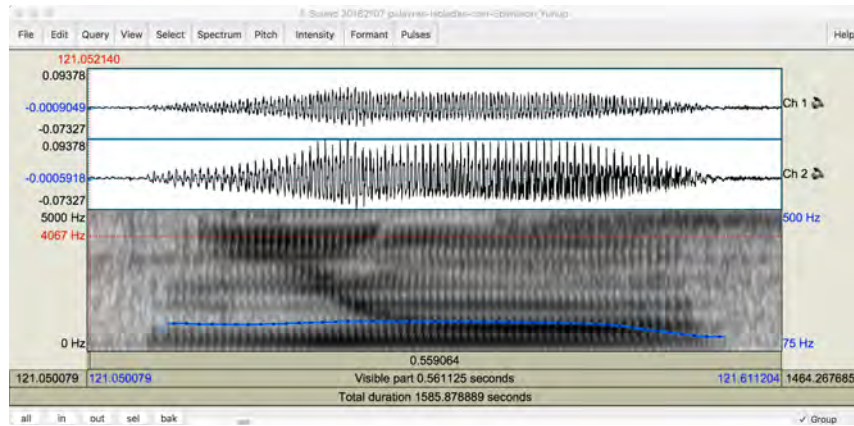 File Edit Query View Select Spectrum Pitch Intensity Formant Pulses Help
121.052140
0.09378
-0.0009049
-0.07327
Ch 1
0.09378
-0.0005918
-0.07327
Ch 2
5000 Hz 500 Hz
4067 Hz
0 Hz 75 Hz
0.559064
121.050079 121.050079 Visible part 0.561125 seconds 121.611204 1464.267685
Total duration 1585.878889 seconds
all in out sel bak Group